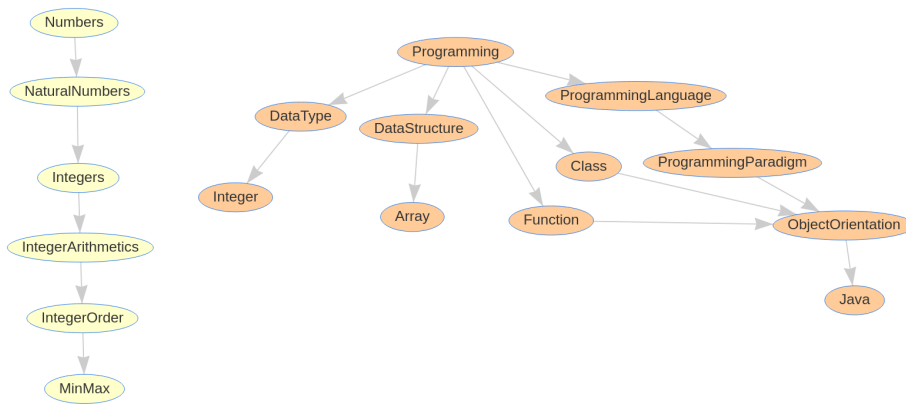 Numbers
NaturalNumbers
Integers
IntegerArithmetics
IntegerOrder
MinMax
Programming
ProgrammingLanguage
DataType
DataStructure
Class
ProgrammingParadigm
Integer
Array
Function
ObjectOrientation
Java